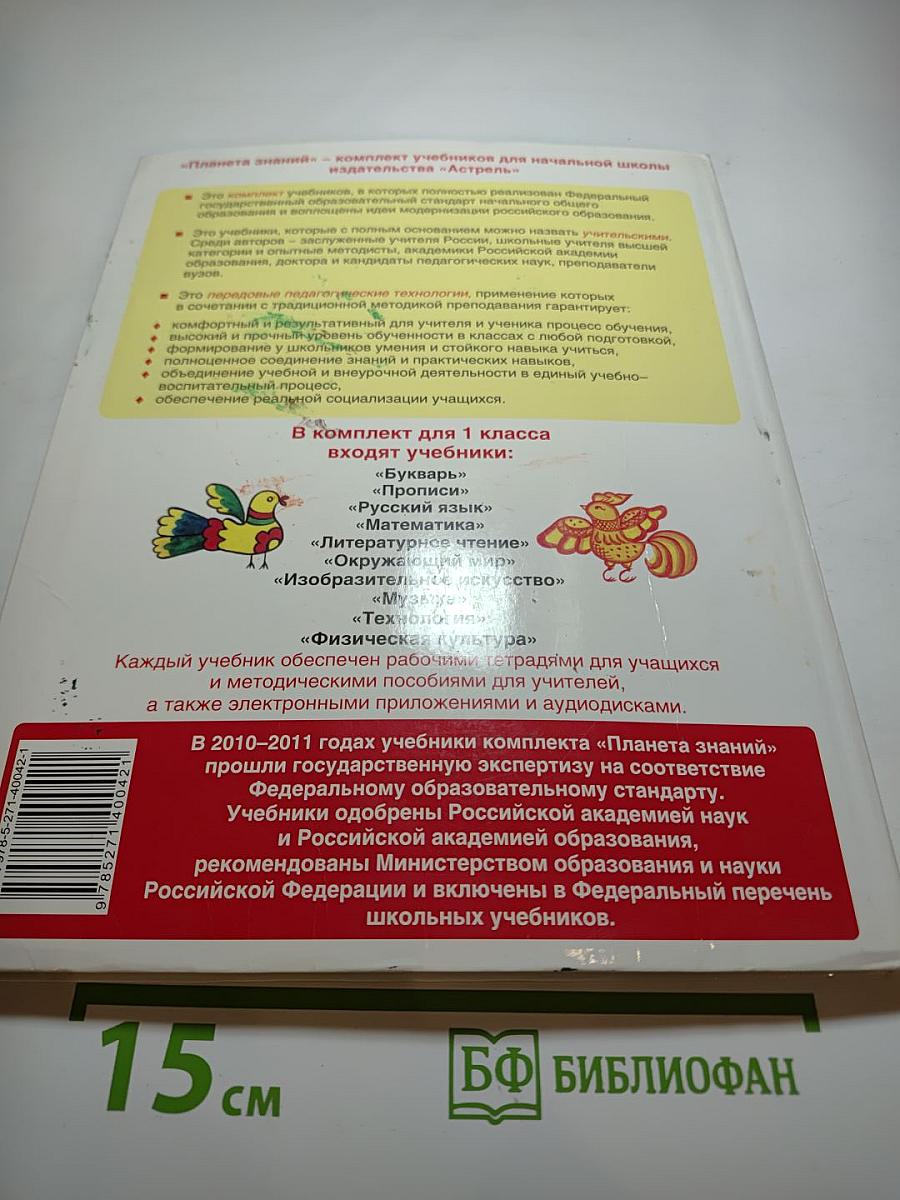 «Планета знаний» – комплект учебников для начальной школы
издательства «Астрель»
Это комплект учебников, в которых полностью реализован Федеральный
государственный образовательный стандарт начального общего
образования и воплощены идеи модернизации российского образования.
Это учебники, которые с полным основанием можно назвать учительскими.
Среди авторов – заслуженные учителя России, школьные учителя высшей
категории и опытные методисты, академики Российской академии
образования, доктора и кандидаты педагогических наук, преподаватели
вузов.
Это передовые педагогические технологии, применение которых
в сочетании с традиционной методикой преподавания гарантирует:
комфортный и результативный для учителя и ученика процесс обучения,
высокий и прочный уровень обученности в классах с любой подготовкой,
формирование у школьников умения и стойкого навыка учиться,
полноценное соединение знаний и практических навыков,
объединение учебной и внеурочной деятельности в единый учебно–
воспитательный процесс,
обеспечение реальной социализации учащихся.
В комплект для 1 класса
входят учебники:
«Букварь»
«Прописи»
«Русский язык»
«Математика»
«Литературное чтение»
«Окружающий мир»
«Изобразительное искусство»
«Музыка»
«Технология»
«Физическая культура»
Каждый учебник обеспечен рабочими тетрадями для учащихся
и методическими пособиями для учителей,
а также электронными приложениями и аудиодисками.
В 2010–2011 годах учебники комплекта «Планета знаний»
прошли государственную экспертизу на соответствие
Федеральному образовательному стандарту.
Учебники одобрены Российской академией наук
и Российской академией образования,
рекомендованы Министерством образования и науки
Российской Федерации и включены в Федеральный перечень
школьных учебников.
978-5-271-40042-1
9 785271 400421
15 см
БФ БИБЛИОФАН